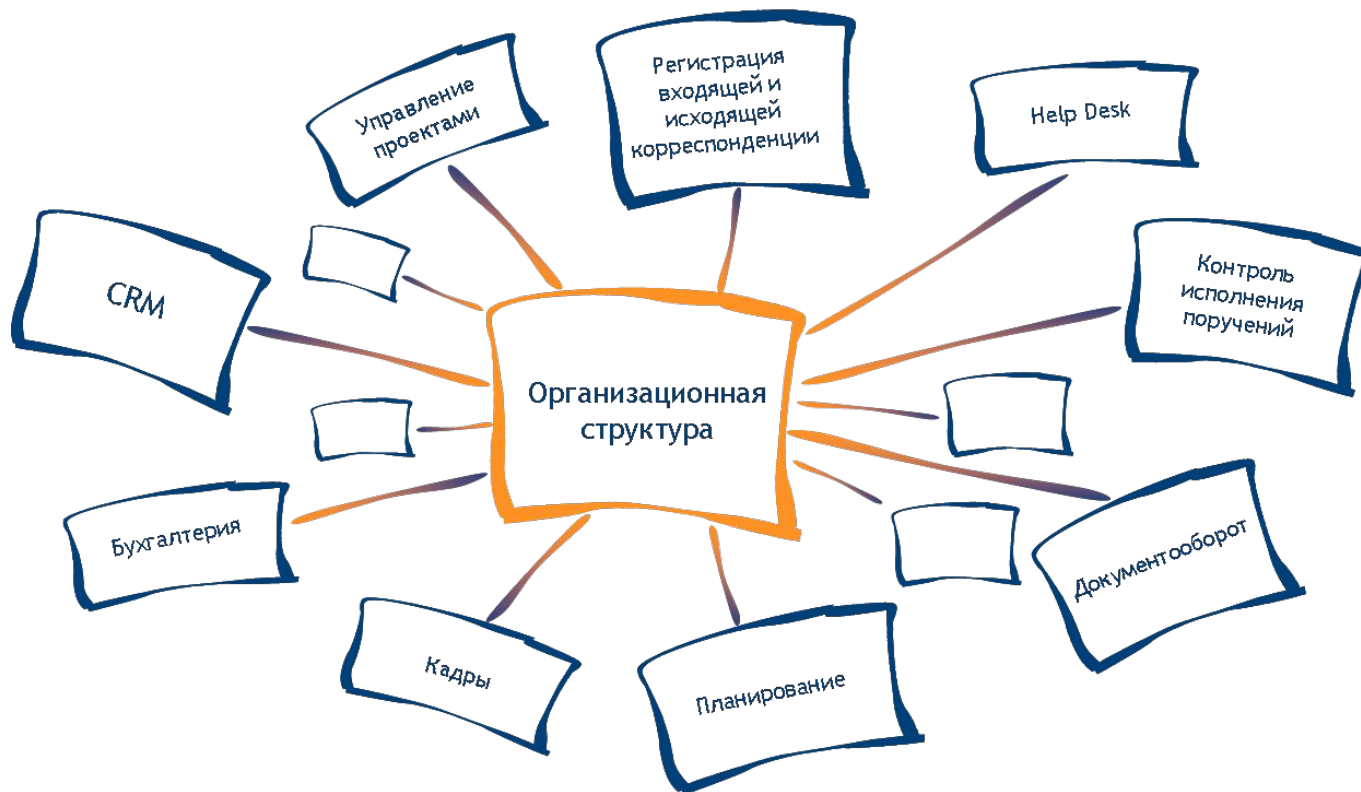 Управление
проектами
Регистрация
входящей и
исходящей
корреспонденции
Help Desk
CRM
Контроль
исполнения
поручений
Организационная
структура
Бухгалтерия
Документооборот
Кадры
Планирование